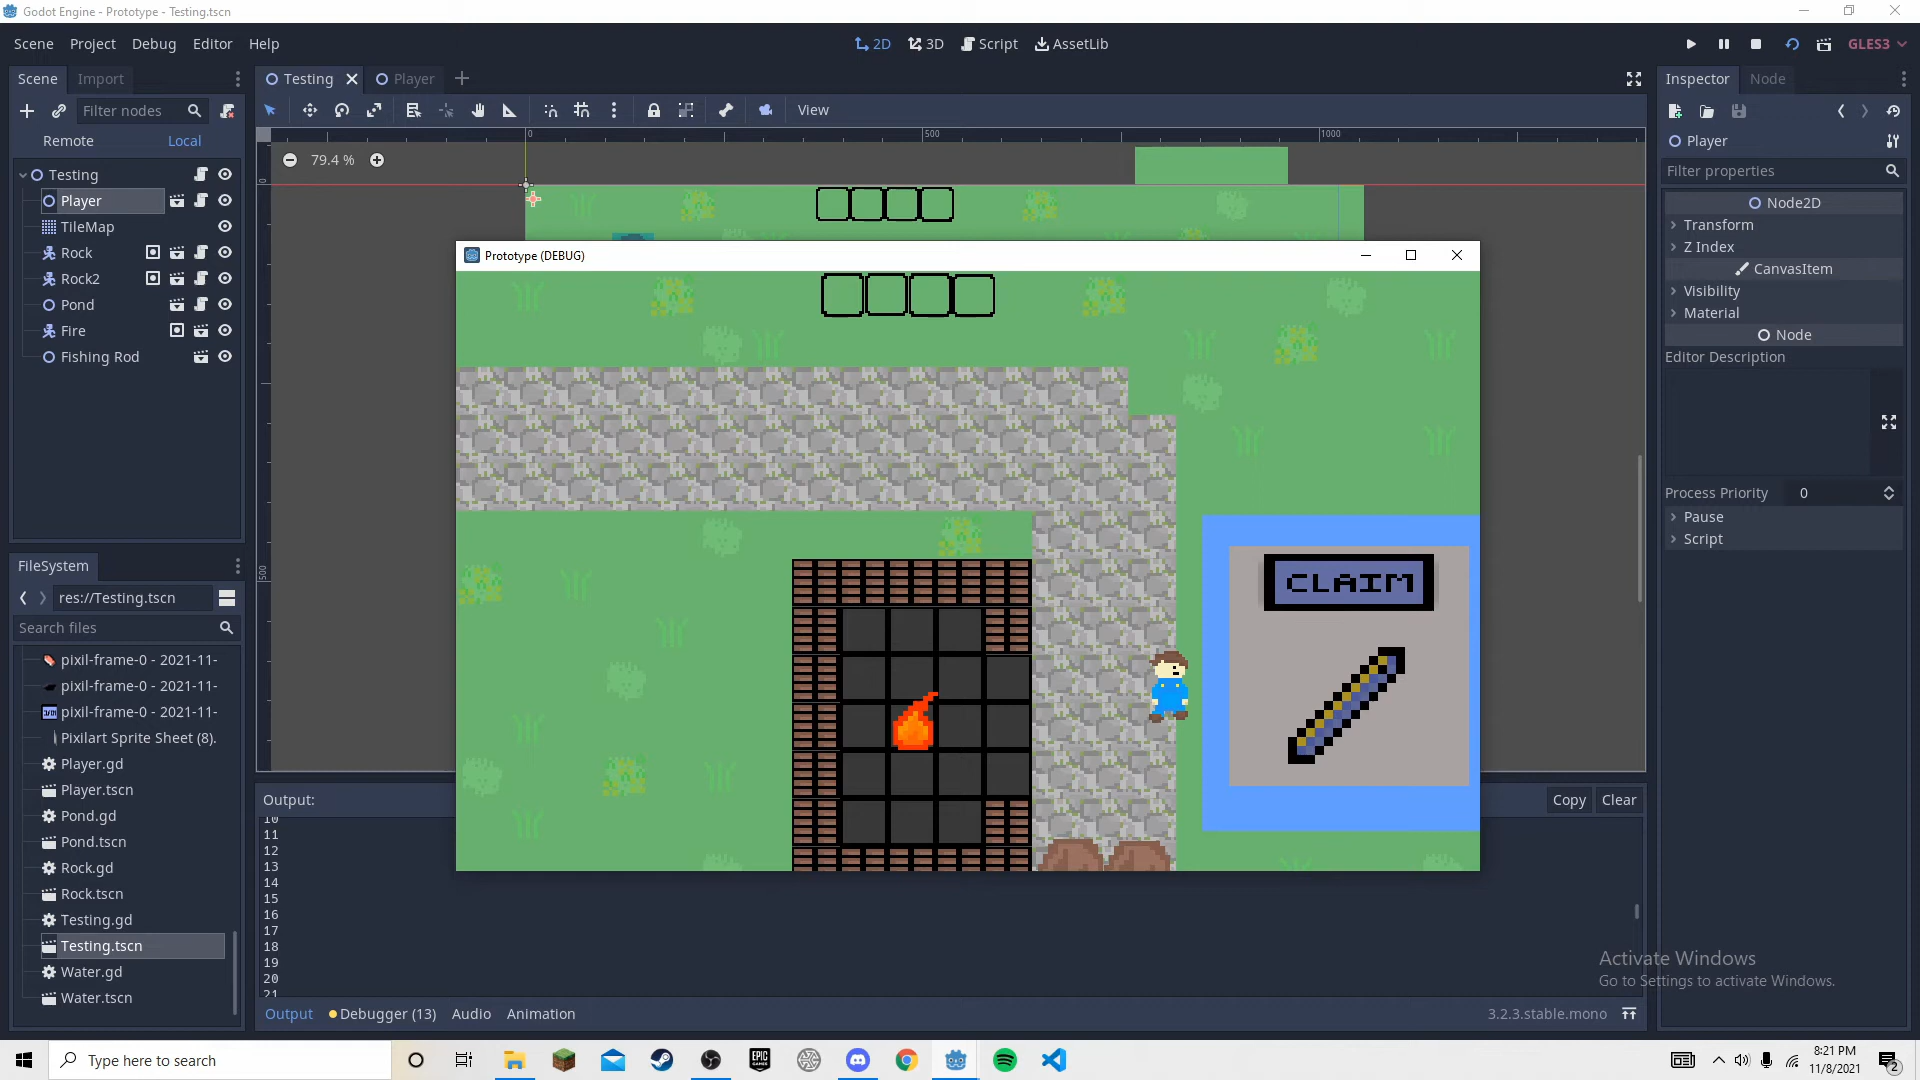 Godot Engine - Prototype - Testing.tscn
Scene Project Debug Editor Help
2D 3D Script AssetLib
GLES3
Scene Import
Testing Player
Inspector Node
Filter nodes
View
Remote Local
Player
0 500 1000
79.4 %
Filter properties
Testing
Player
TileMap
Rock
Rock2
Pond
Fire
Fishing Rod
0
500
Node2D
Transform
Z Index
CanvasItem
Visibility
Material
Node
Editor Description
Process Priority 0
Pause
Script
Prototype (DEBUG)
CLAIM
FileSystem
res://Testing.tscn
Search files
pixil-frame-0 - 2021-11-
pixil-frame-0 - 2021-11-
pixil-frame-0 - 2021-11-
Pixilart Sprite Sheet (8).
Player.gd
Player.tscn
Pond.gd
Pond.tscn
Rock.gd
Rock.tscn
Testing.gd
Testing.tscn
Water.gd
Water.tscn
Output:
Copy Clear
10
11
12
13
14
15
16
17
18
19
20
21
Output Debugger (13) Audio Animation
3.2.3.stable.mono
Activate Windows
Go to Settings to activate Windows.
Type here to search
EPIC
GAMES
8:21 PM
11/8/2021
2